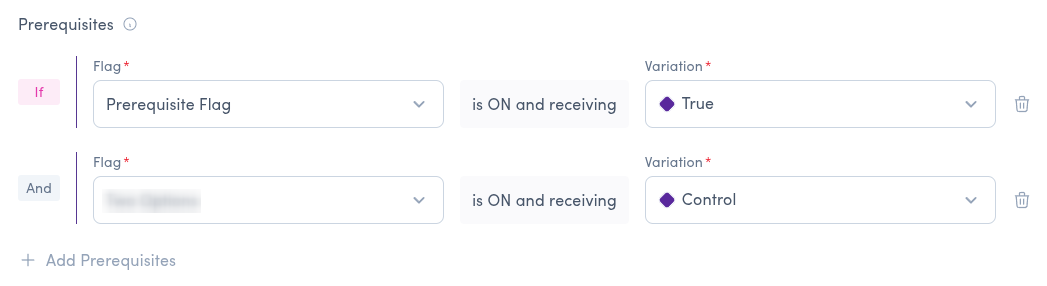 Prerequisites
Flag*
Variation*
If
Prerequisite Flag
is ON and receiving
True
Flag*
Variation*
And
is ON and receiving
Control
+ Add Prerequisites